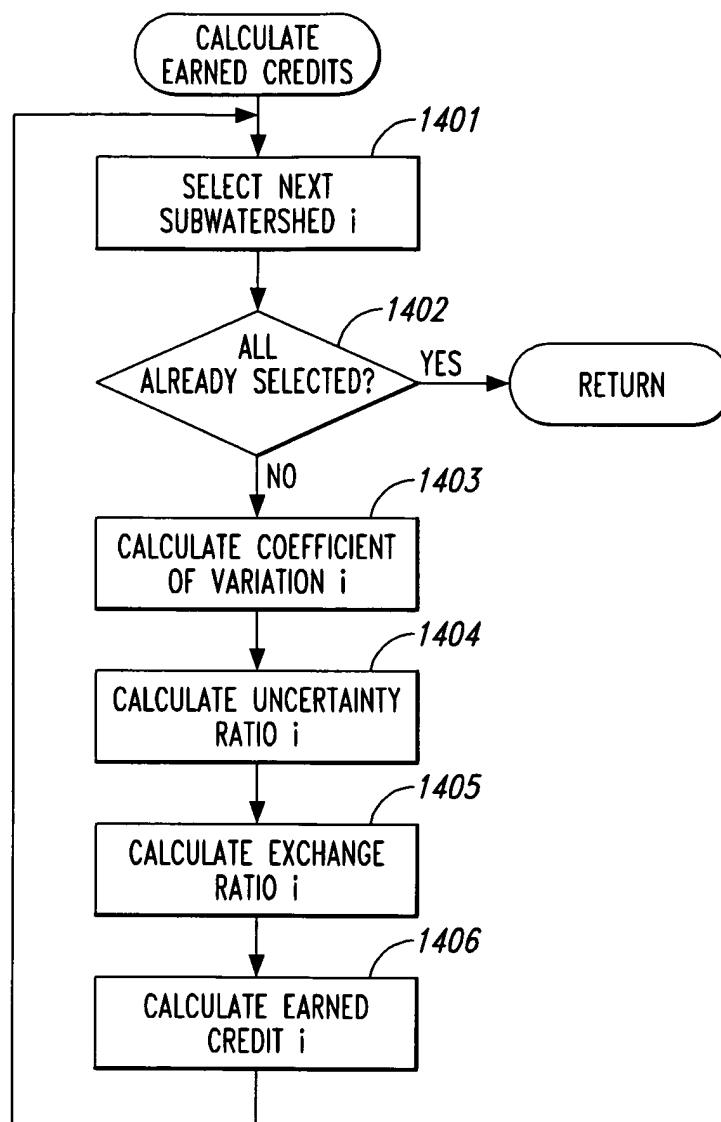 CALCULATE
EARNED CREDITS
1401
SELECT NEXT
SUBWATERSHED i
1402
ALL
ALREADY SELECTED?
YES
RETURN
NO
1403
CALCULATE COEFFICIENT
OF VARIATION i
1404
CALCULATE UNCERTAINTY
RATIO i
1405
CALCULATE EXCHANGE
RATIO i
1406
CALCULATE EARNED
CREDIT i